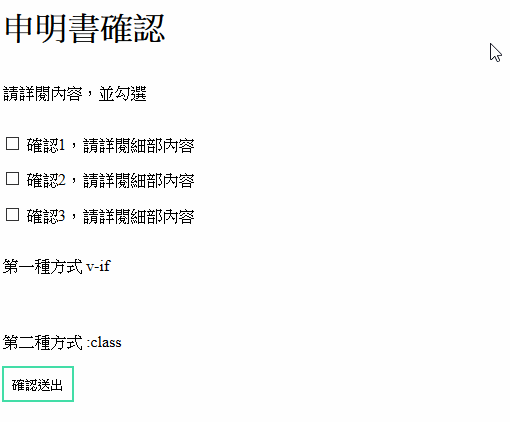 申明書確認
請詳閱內容，並勾選
確認1，請詳閱細部內容
確認2，請詳閱細部內容
確認3，請詳閱細部內容
第一種方式 v-if
第二種方式 :class
確認送出